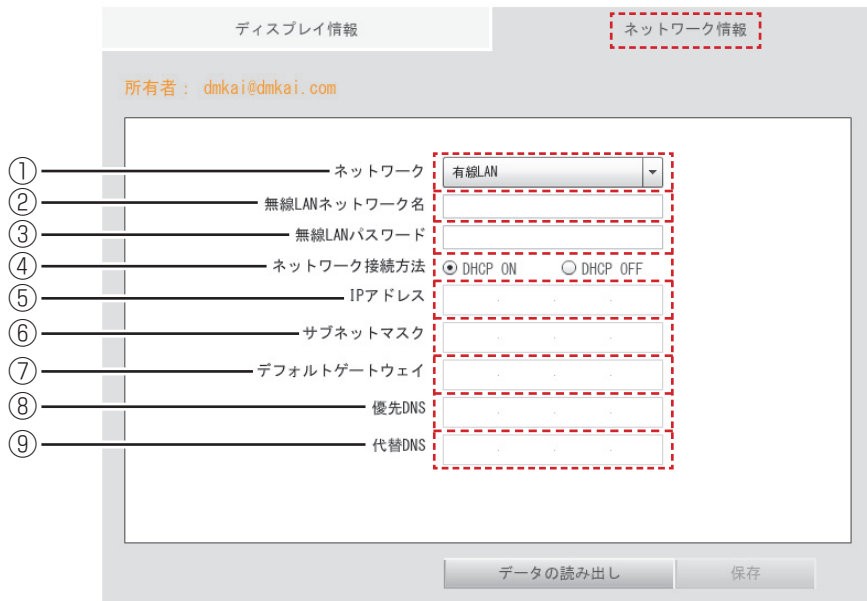 ディスプレイ情報 ネットワーク情報
所有者: dmkai@dmkai.com
① ネットワーク 有線LAN
② 無線LANネットワーク名
③ 無線LANパスワード
④ ネットワーク接続方法 DHCP ON DHCP OFF
⑤ IPアドレス
⑥ サブネットマスク
⑦ デフォルトゲートウェイ
⑧ 優先DNS
⑨ 代替DNS
データの読み出し 保存